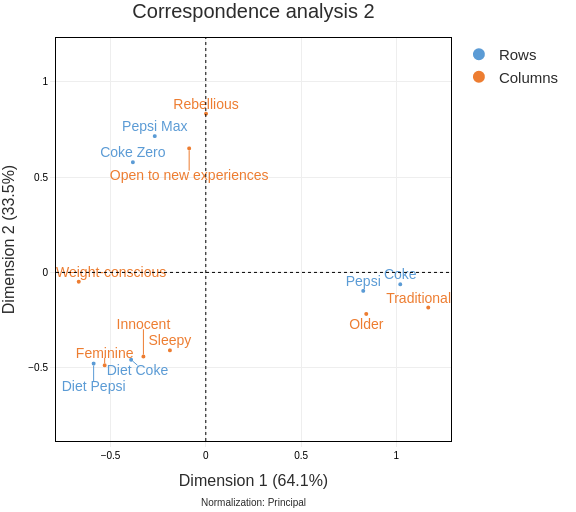 Correspondence analysis 2
Rows
Columns
Dimension 2 (33.5%)
1
0.5
0
−0.5
Rebellious
Pepsi Max
Coke Zero
Open to new experiences
Weight-conscious
Coke
Pepsi
Traditional
Older
Innocent
Sleepy
Feminine
Diet Coke
Diet Pepsi
−0.5
0
0.5
1
Dimension 1 (64.1%)
Normalization: Principal